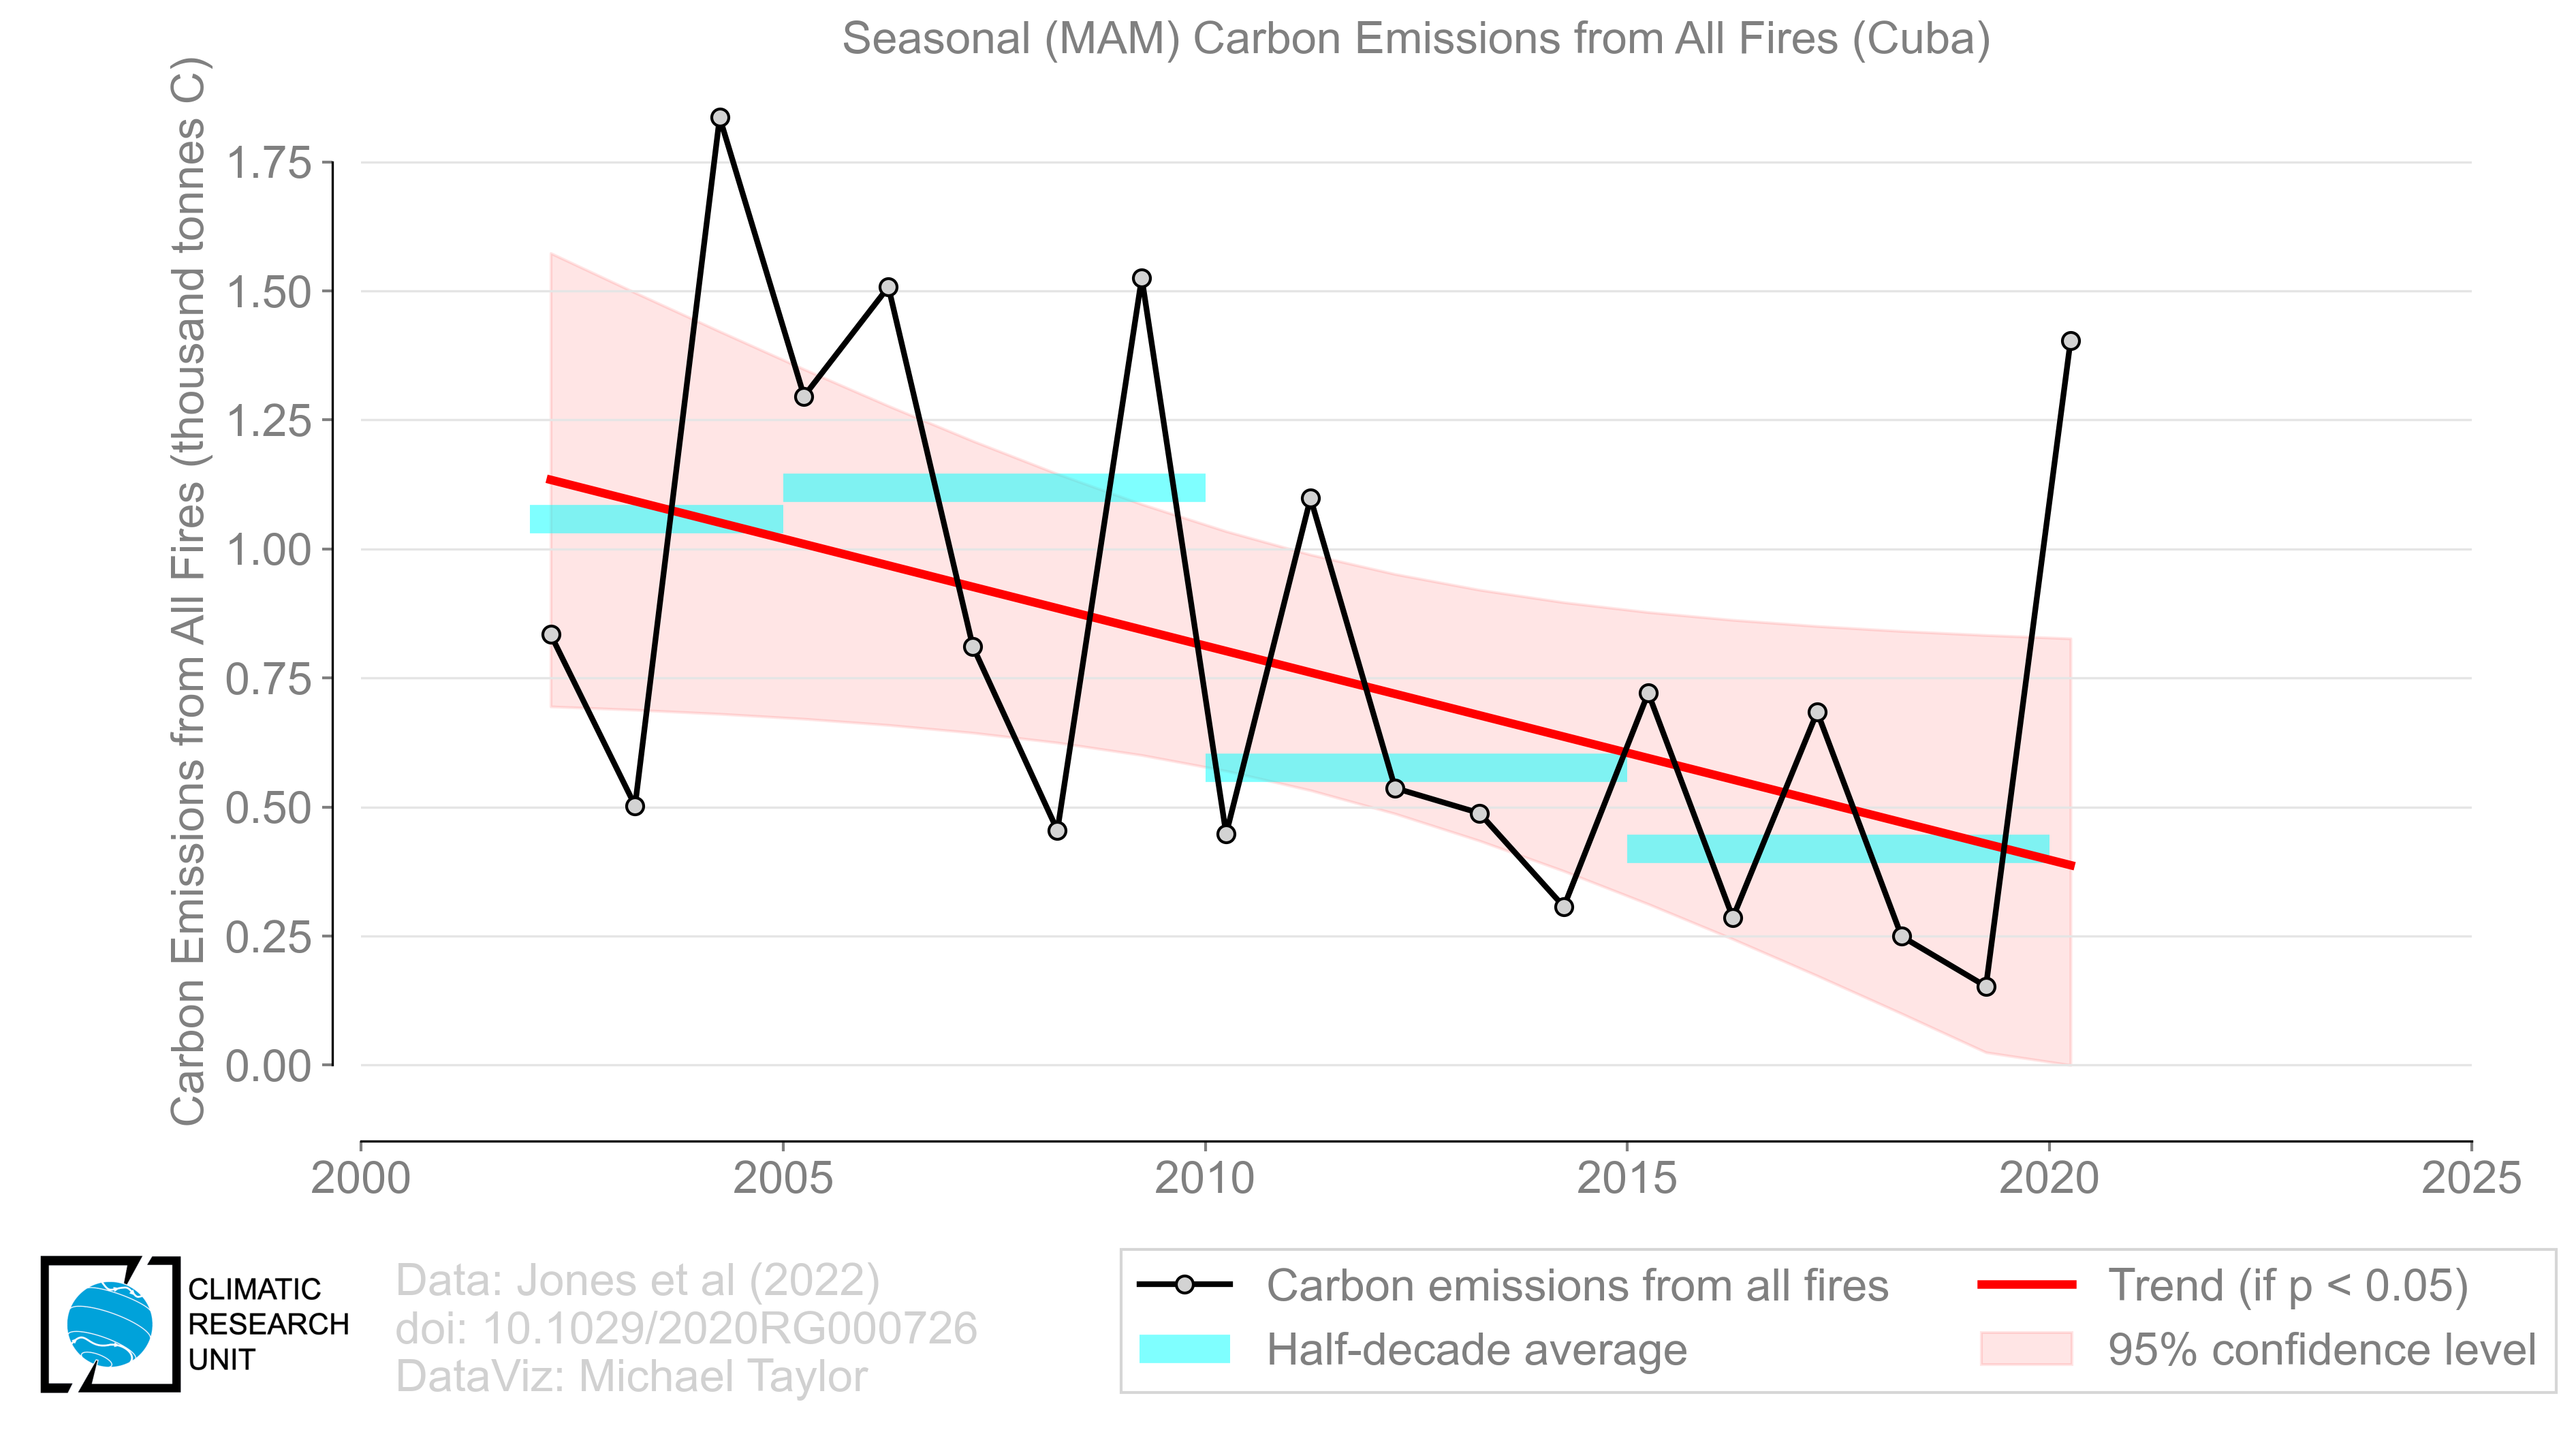 Seasonal (MAM) Carbon Emissions from All Fires (Cuba)
Carbon Emissions from All Fires (thousand tonnes C)
1.75
1.50
1.25
1.00
0.75
0.50
0.25
0.00
2000 2005 2010 2015 2020 2025
CLIMATIC
RESEARCH
UNIT
Data: Jones et al (2022)
doi: 10.1029/2020RG000726
DataViz: Michael Taylor
Carbon emissions from all fires
Half-decade average
Trend (if p < 0.05)
95% confidence level